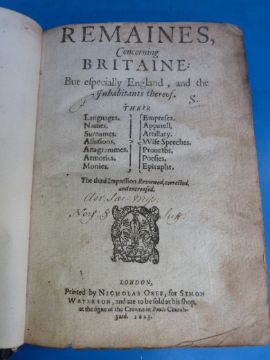 REMAINES,
Concerning
BRITAINE:
But especially England, and the
Inhabitants thereof.
THEIR
Languages. Empreses.
Names. Apparell.
Surnames. Artillary.
Allusions. Wise Speeches.
Anagrammes. Prouerbs.
Armories. Poesies.
Monies. Epitaphs.
The third Impression Reviewed, corrected,
and encreased.
LONDON,
Printed by NICHOLAS OKES, for SIMON
WATERSON, and are to be sold at his shop,
at the signe of the Crowne in Pauls Church-
yard. 1623.